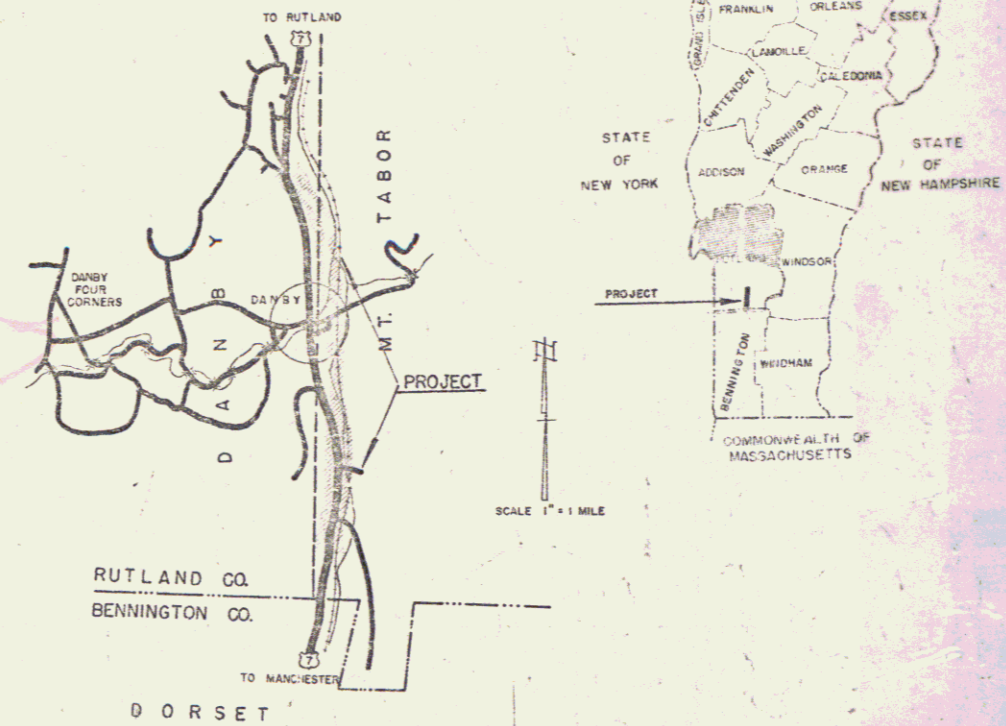 TO RUTLAND
7
TABOR
MT.
DANBY
DANBY
FOUR
CORNERS
DANBY
PROJECT
SCALE 1" = 1 MILE
RUTLAND CO.
BENNINGTON CO.
7
TO MANCHESTER
DORSET
GRAND ISLE
FRANKLIN
ORLEANS
ESSEX
LAMOILLE
CALEDONIA
CHITTENDEN
WASHINGTON
STATE
OF
NEW YORK
ADDISON
ORANGE
STATE
OF
NEW HAMPSHIRE
WINDSOR
PROJECT
BENNINGTON
WINDHAM
COMMONWEALTH OF
MASSACHUSETTS